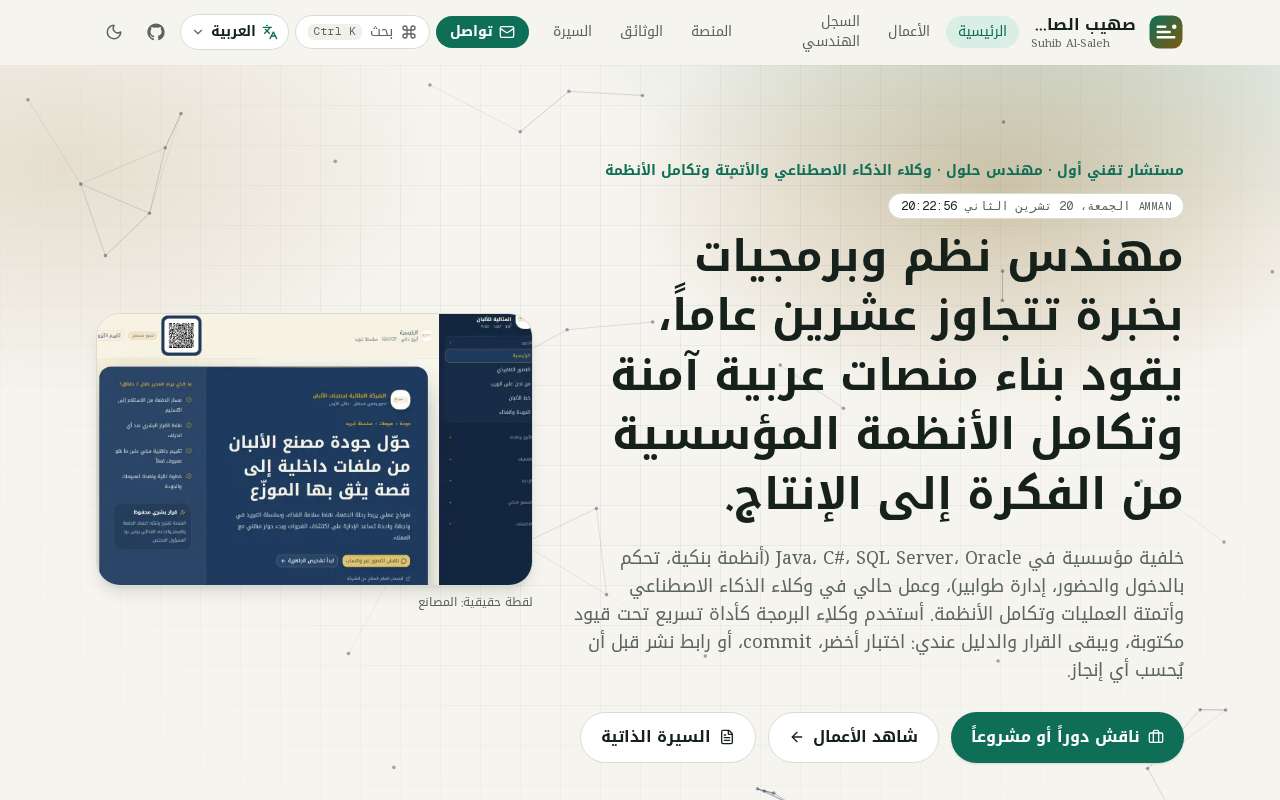 صهيب الصا...
Suhib Al-Saleh
الرئيسية
الأعمال
السجل الهندسي
المنصة
الوثائق
السيرة
تواصل
بحث Ctrl K
العربية
مستشار تقني أول · مهندس حلول · وكلاء الذكاء الاصطناعي والأتمتة وتكامل الأنظمة
AMMAN الجمعة، 20 تشرين الثاني 20:22:56
مهندس نظم وبرمجيات
بخبرة تتجاوز عشرين عاماً،
يقود بناء منصات عربية آمنة
وتكامل الأنظمة المؤسسية
من الفكرة إلى الإنتاج.
خلفية مؤسسية في Java، C#، SQL Server، Oracle (أنظمة بنكية، تحكم
بالدخول والحضور، إدارة طوابير)، وعمل حالي في وكلاء الذكاء الاصطناعي
وأتمتة العمليات وتكامل الأنظمة. أستخدم وكلاء البرمجة كأداة تسريع تحت قيود
مكتوبة، ويبقى القرار والدليل عندي: اختبار أخضر، commit، أو رابط نشر قبل أن
يُحسب أي إنجاز.
ناقش دوراً أو مشروعاً
شاهد الأعمال
السيرة الذاتية
الرئيسية
حوّل جودة مصنع الألبان
من ملفات داخلية إلى
قصة يثق بها الموزّع
قرار بشري محفوظ
لقطة حقيقية: المصانع